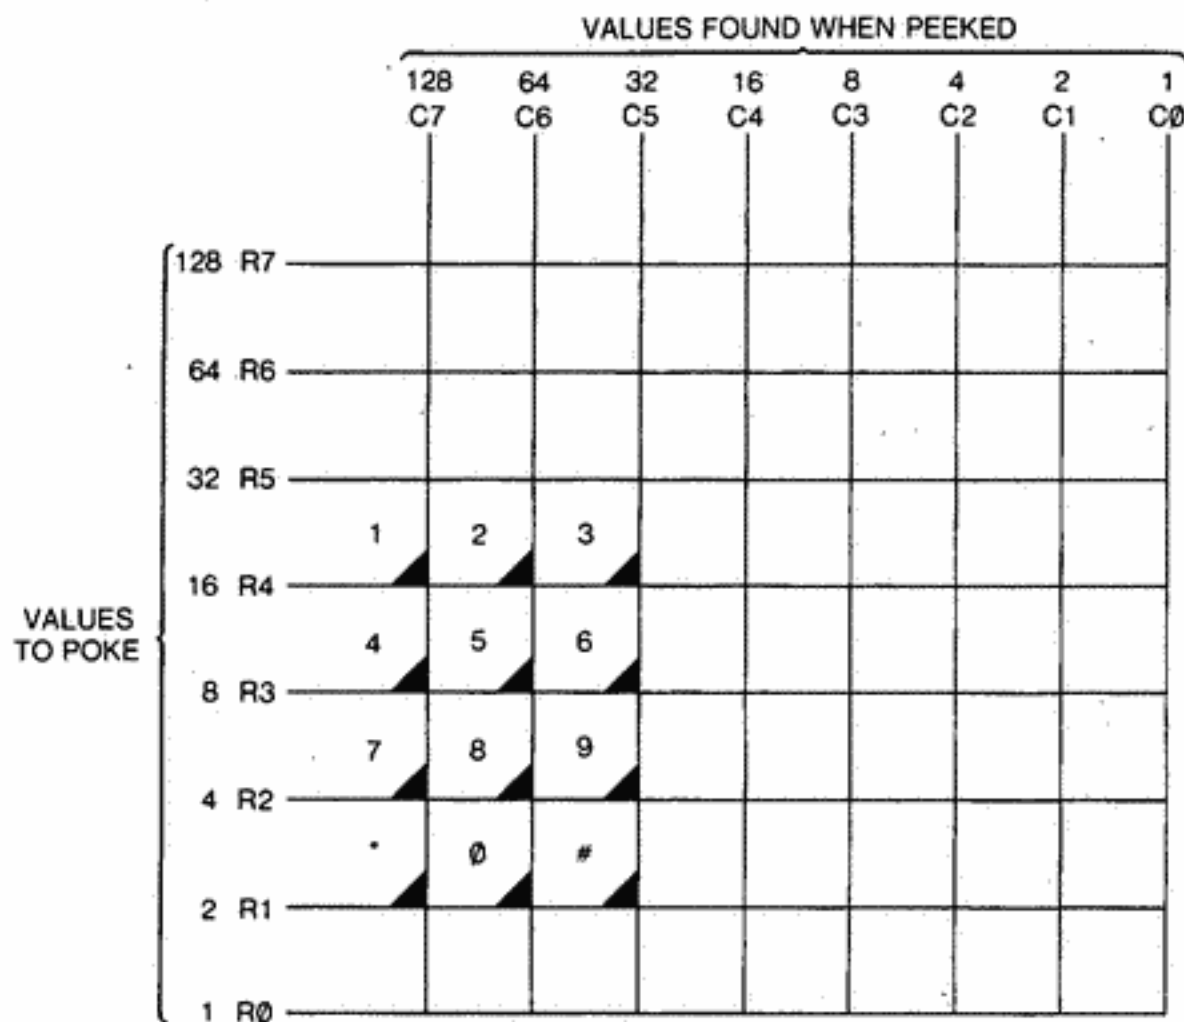 VALUES FOUND WHEN PEEKED
128 64 32 16 8 4 2 1
C7 C6 C5 C4 C3 C2 C1 CØ
128 R7
64 R6
32 R5
1 2 3
16 R4
VALUES
TO POKE
4 5 6
8 R3
7 8 9
4 R2
* Ø #
2 R1
1 RØ